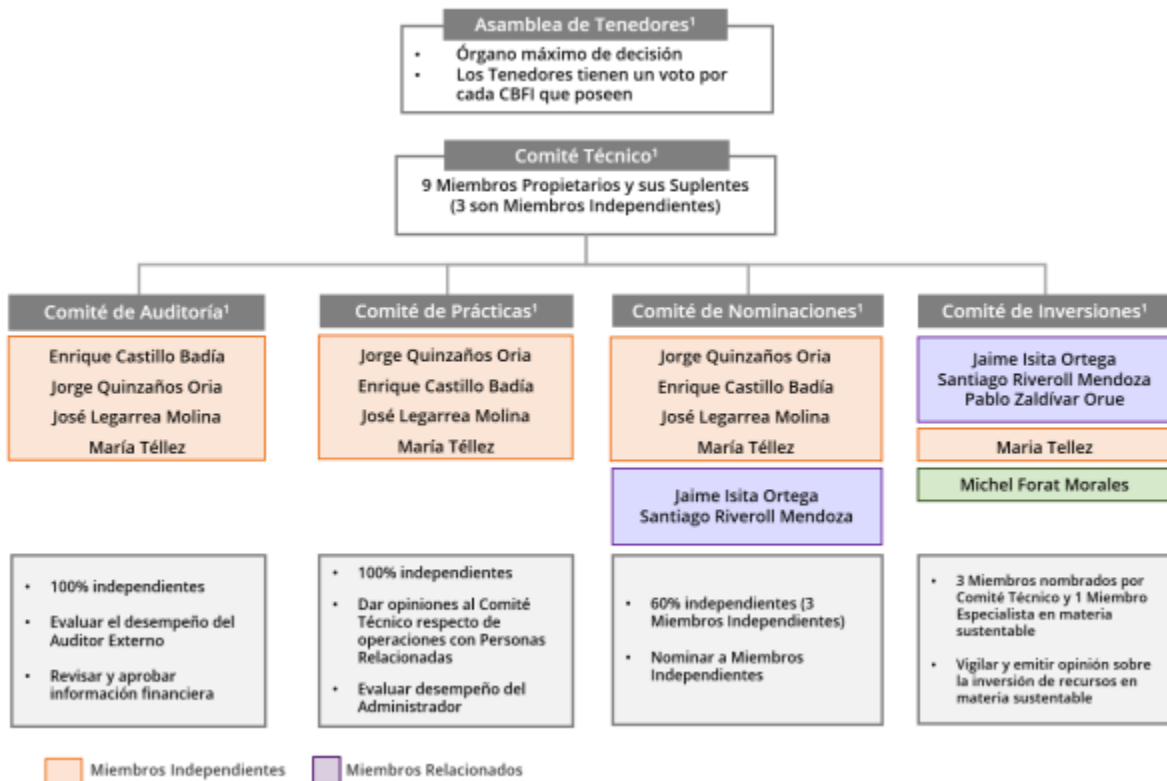 Asamblea de Tenedores¹
• Órgano máximo de decisión
• Los Tenedores tienen un voto por
cada CBFI que poseen
Comité Técnico¹
9 Miembros Propietarios y sus Suplentes
(3 son Miembros Independientes)
Comité de Auditoría¹
Enrique Castillo Badía
Jorge Quinzaños Oria
José Legarrea Molina
María Téllez
• 100% independientes
• Evaluar el desempeño del
Auditor Externo
• Revisar y aprobar
información financiera
Comité de Prácticas¹
Jorge Quinzaños Oria
Enrique Castillo Badía
José Legarrea Molina
María Téllez
• 100% independientes
• Dar opiniones al Comité
Técnico respecto de
operaciones con Personas
Relacionadas
• Evaluar desempeño del
Administrador
Comité de Nominaciones¹
Jorge Quinzaños Oria
Enrique Castillo Badía
José Legarrea Molina
María Téllez
Jaime Isita Ortega
Santiago Riveroll Mendoza
• 60% independientes (3
Miembros Independientes)
• Nominar a Miembros
Independientes
Comité de Inversiones¹
Jaime Isita Ortega
Santiago Riveroll Mendoza
Pablo Zaldívar Orue
Maria Tellez
Michel Forat Morales
• 3 Miembros nombrados por
Comité Técnico y 1 Miembro
Especialista en materia
sustentable
• Vigilar y emitir opinión sobre
la inversión de recursos en
materia sustentable
Miembros Independientes
Miembros Relacionados